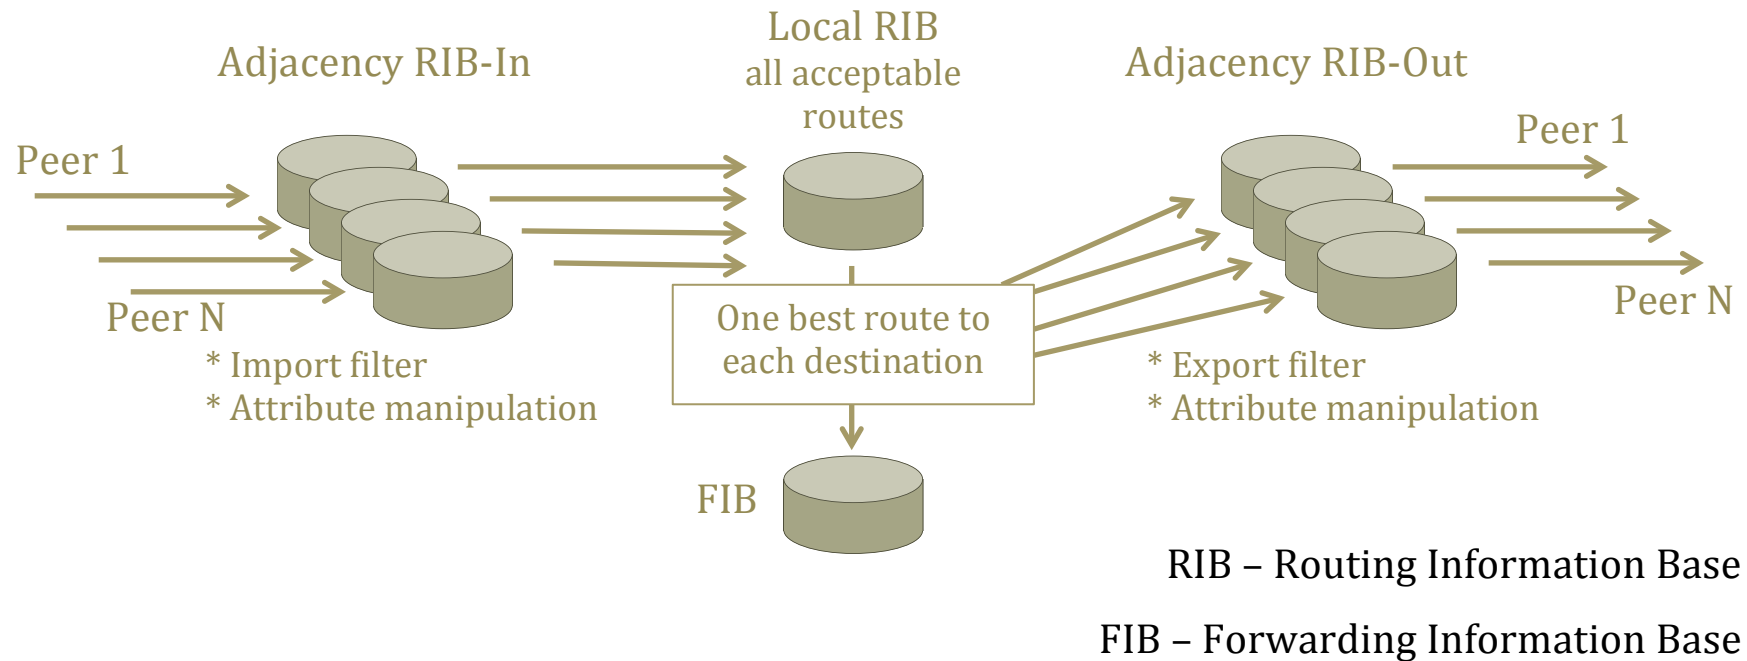 Adjacency RIB-In
Local RIB
all acceptable
routes
Adjacency RIB-Out
Peer 1
Peer N
* Import filter
* Attribute manipulation
One best route to
each destination
FIB
Peer 1
Peer N
* Export filter
* Attribute manipulation
RIB – Routing Information Base
FIB – Forwarding Information Base